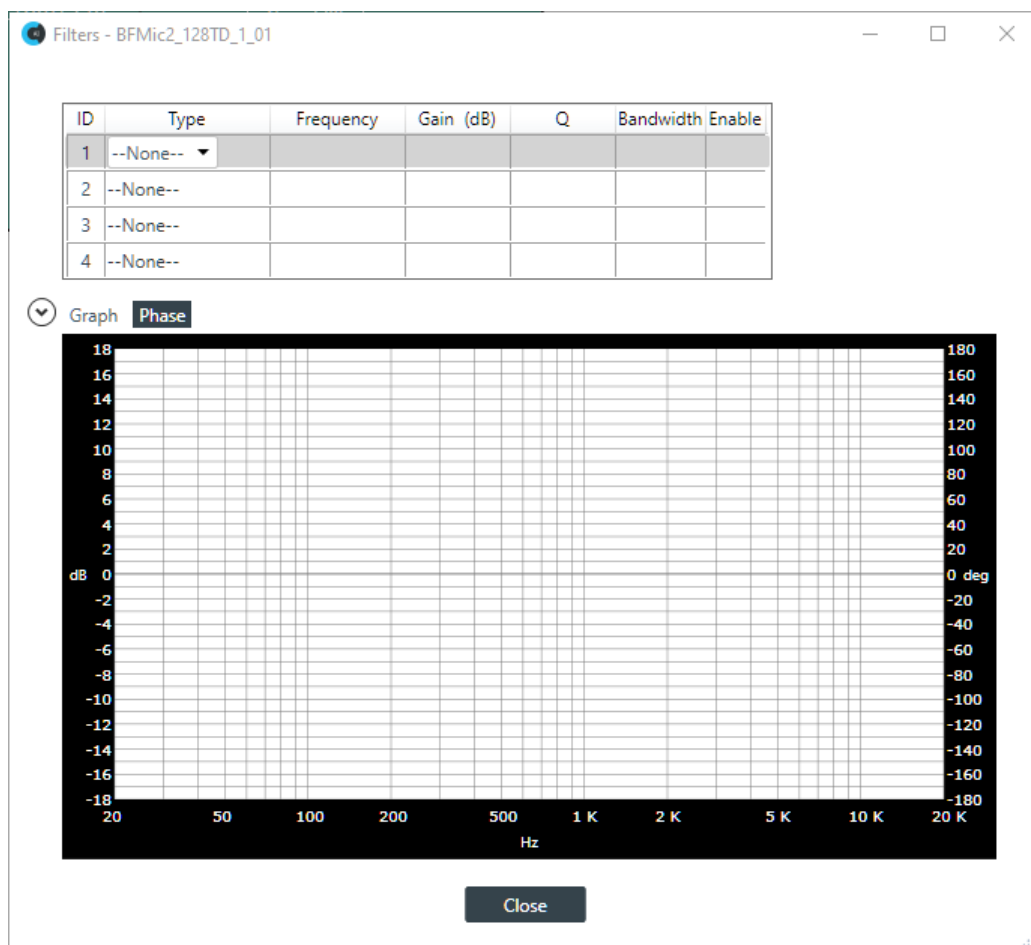 Filters - BFMic2_128TD_1_01
ID Type Frequency Gain (dB) Q Bandwidth Enable
1 --None--
2 --None--
3 --None--
4 --None--
Graph Phase
18 180
16 160
14 140
12 120
10 100
8 80
6 60
4 40
2 20
dB 0 0 deg
-2 -20
-4 -40
-6 -60
-8 -80
-10 -100
-12 -120
-14 -140
-16 -160
-18 -180
20 50 100 200 500 1 K 2 K 5 K 10 K 20 K
Hz
Close